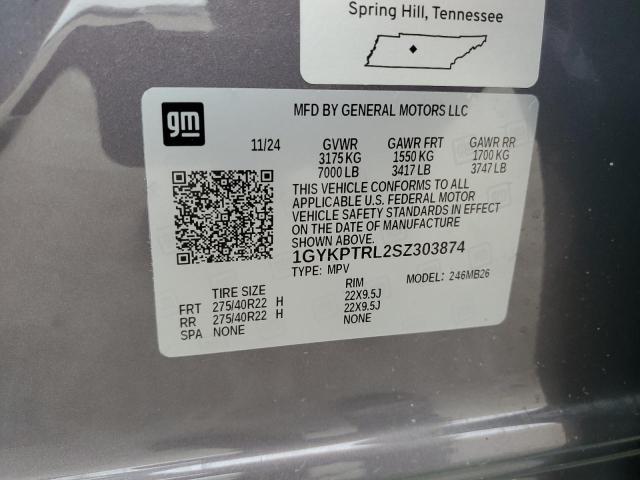 Spring Hill, Tennessee
gm
MFD BY GENERAL MOTORS LLC
11/24 GVWR GAWR FRT GAWR RR
3175 KG 1550 KG 1700 KG
7000 LB 3417 LB 3747 LB
THIS VEHICLE CONFORMS TO ALL
APPLICABLE U.S. FEDERAL MOTOR
VEHICLE SAFETY STANDARDS IN EFFECT
ON THE DATE OF MANUFACTURE
SHOWN ABOVE.
1GYKPTRL2SZ303874
TYPE: MPV MODEL: 246MB26
TIRE SIZE RIM
FRT 275/40R22 H 22X9.5J
RR 275/40R22 H 22X9.5J
SPA NONE NONE